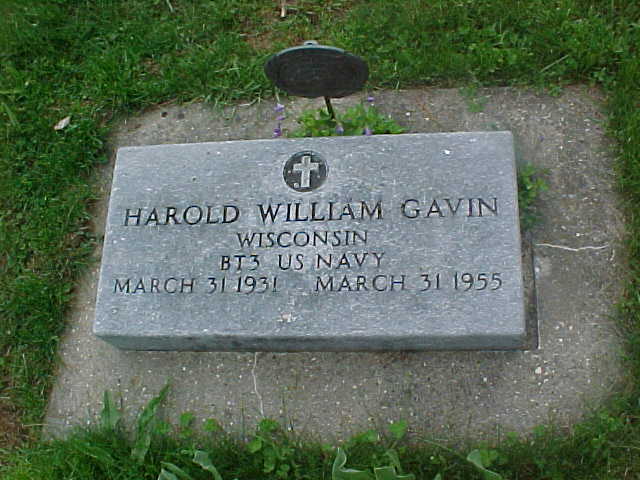 HAROLD WILLIAM GAVIN
WISCONSIN
BT3 US NAVY
MARCH 31 1931 MARCH 31 1955